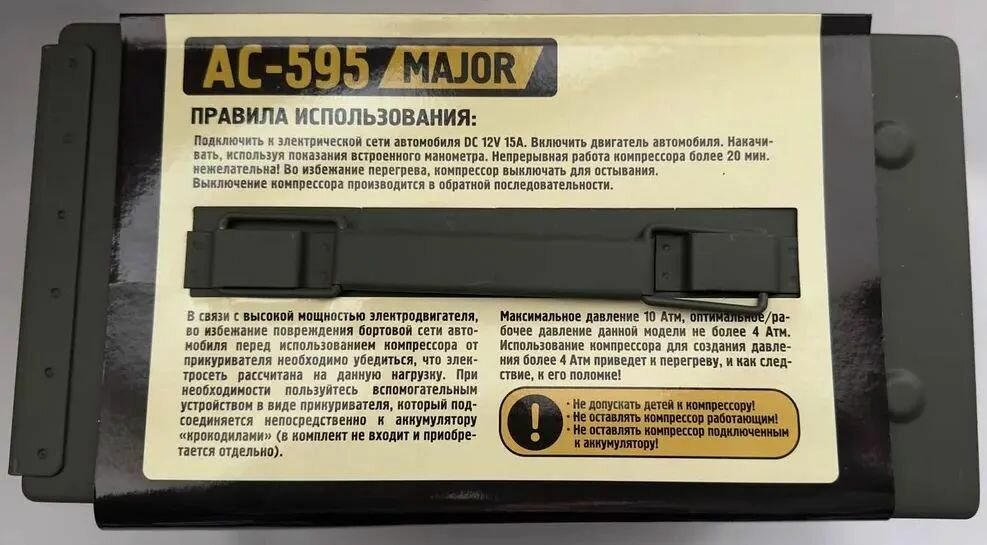 АС-595 MAJOR
ПРАВИЛА ИСПОЛЬЗОВАНИЯ:
Подключить к электрической сети автомобиля DC 12V 15А. Включить двигатель автомобиля. Накачи-
вать, используя показания встроенного манометра. Непрерывная работа компрессора более 20 мин.
нежелательна! Во избежание перегрева, компрессор выключать для остывания.
Выключение компрессора производится в обратной последовательности.
В связи с высокой мощностью электродвигателя,
во избежание повреждения бортовой сети авто-
мобиля перед использованием компрессора от
прикуривателя необходимо убедиться, что элек-
тросеть рассчитана на данную нагрузку. При
необходимости пользуйтесь вспомогательным
устройством в виде прикуривателя, который под-
соединяется непосредственно к аккумулятору
«крокодилами» (в комплект не входит и приобре-
тается отдельно).
Максимальное давление 10 Атм, оптимальное/ра-
бочее давление данной модели не более 4 Атм.
Использование компрессора для создания давле-
ния более 4 Атм приведет к перегреву, и как след-
ствие, к его поломке!
· Не допускать детей к компрессору!
· Не оставлять компрессор работающим!
· Не оставлять компрессор подключенным
к аккумулятору!